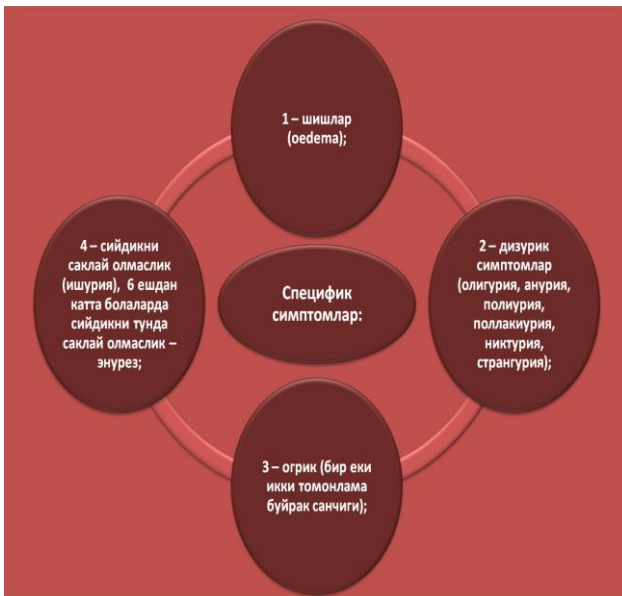 1 – шишлар
(oedema);
4 – сийдикни
саклай олмаслик
(ишурия), 6 ешдан
катта болаларда
сийдикни тунда
саклай олмаслик –
энурез;
Специфик
симптомлар:
2 – дизурик
симптомлар
(олигурия, анурия,
полиурия,
поллакиурия,
никтурия,
странгурия);
3 – огрик (бир еки
икки томонлама
буйрак санчиги);